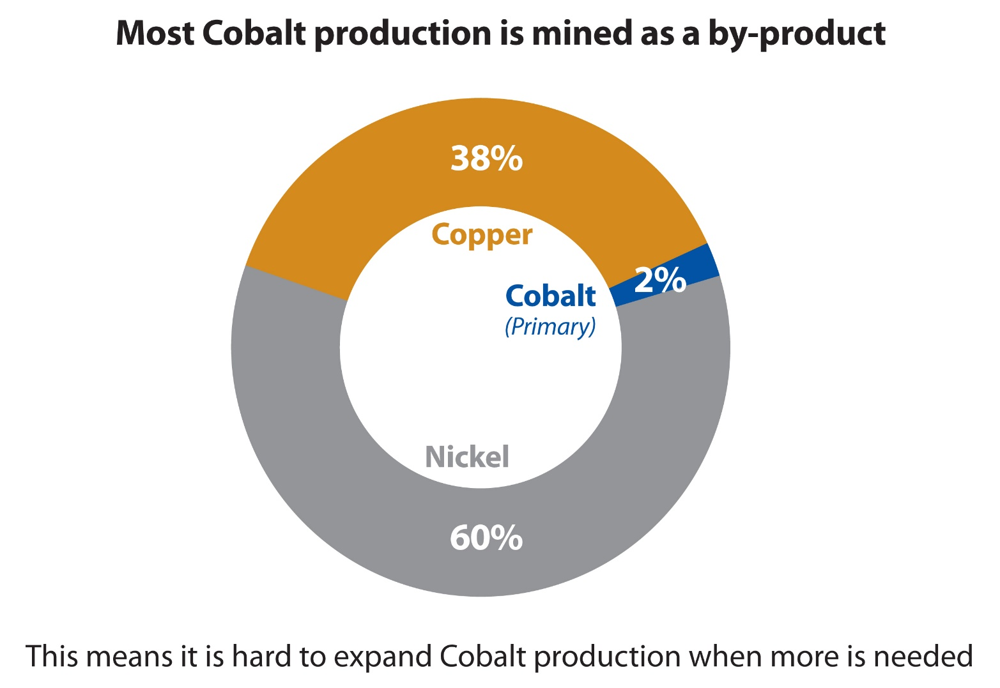 Most Cobalt production is mined as a by-product
38%
Copper
2%
Cobalt
(Primary)
Nickel
60%
This means it is hard to expand Cobalt production when more is needed